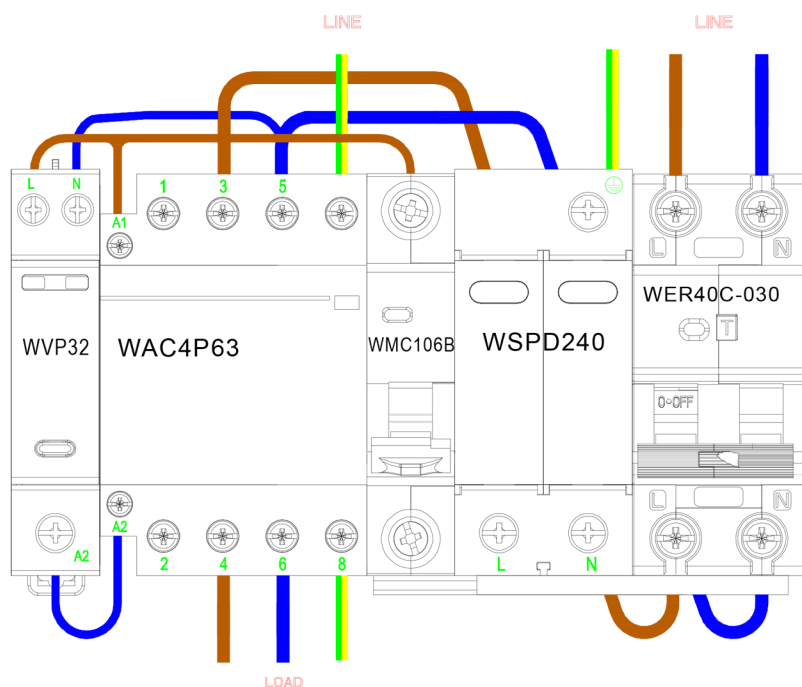 LINE LINE
L N
1 3 5
A1
L N
WER40C-030
WVP32 WAC4P63 WMC106B WSPD240
T
0-OFF
L N
A2
A2 2 4 6 8 L N
LOAD